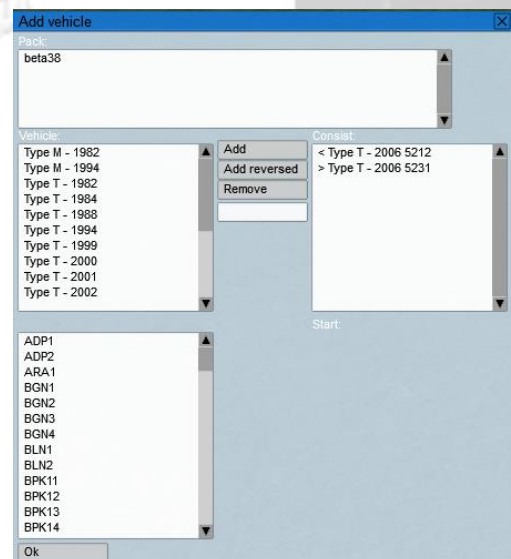 Add vehicle
Pack:
beta38
Vehicle:
Type M - 1982
Type M - 1994
Type T - 1982
Type T - 1984
Type T - 1988
Type T - 1994
Type T - 1999
Type T - 2000
Type T - 2001
Type T - 2002
Add
Add reversed
Remove
Consist:
< Type T - 2006 5212
> Type T - 2006 5231
Start:
ADP1
ADP2
ARA1
BGN1
BGN2
BGN3
BGN4
BLN1
BLN2
BPK11
BPK12
BPK13
BPK14
Ok